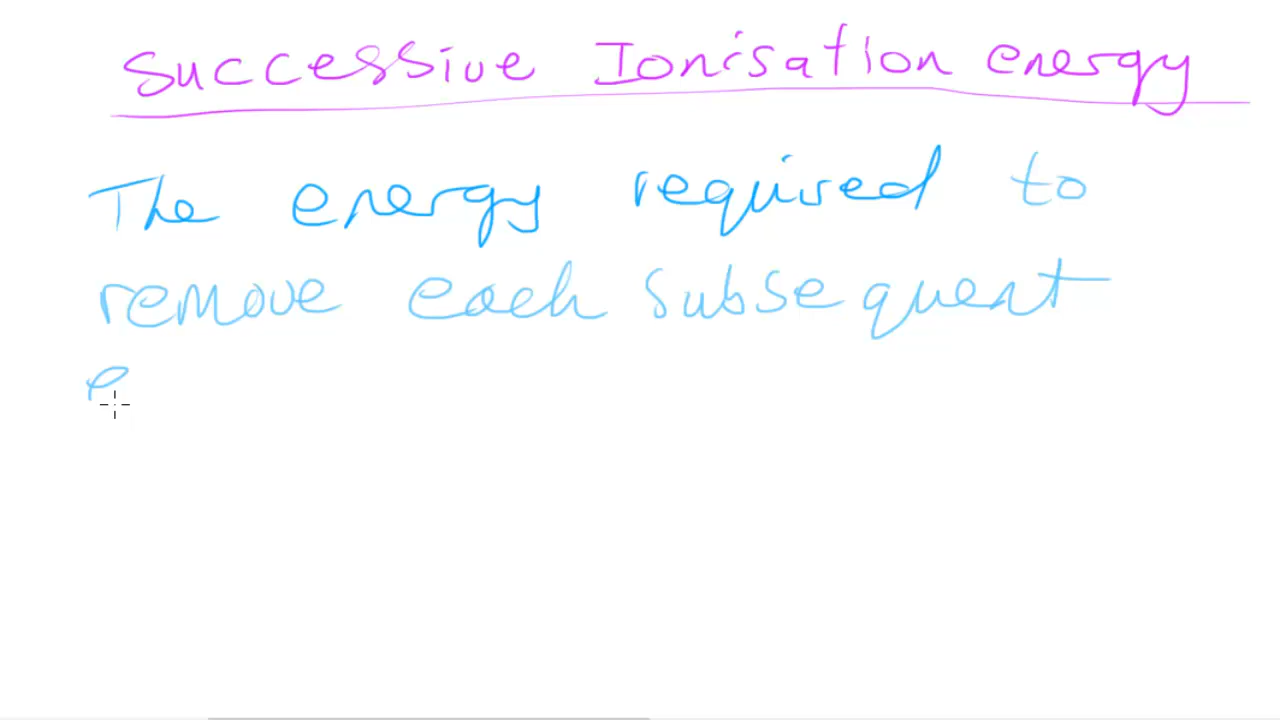 Successive Ionisation energy
The energy required to
remove each subsequent
e